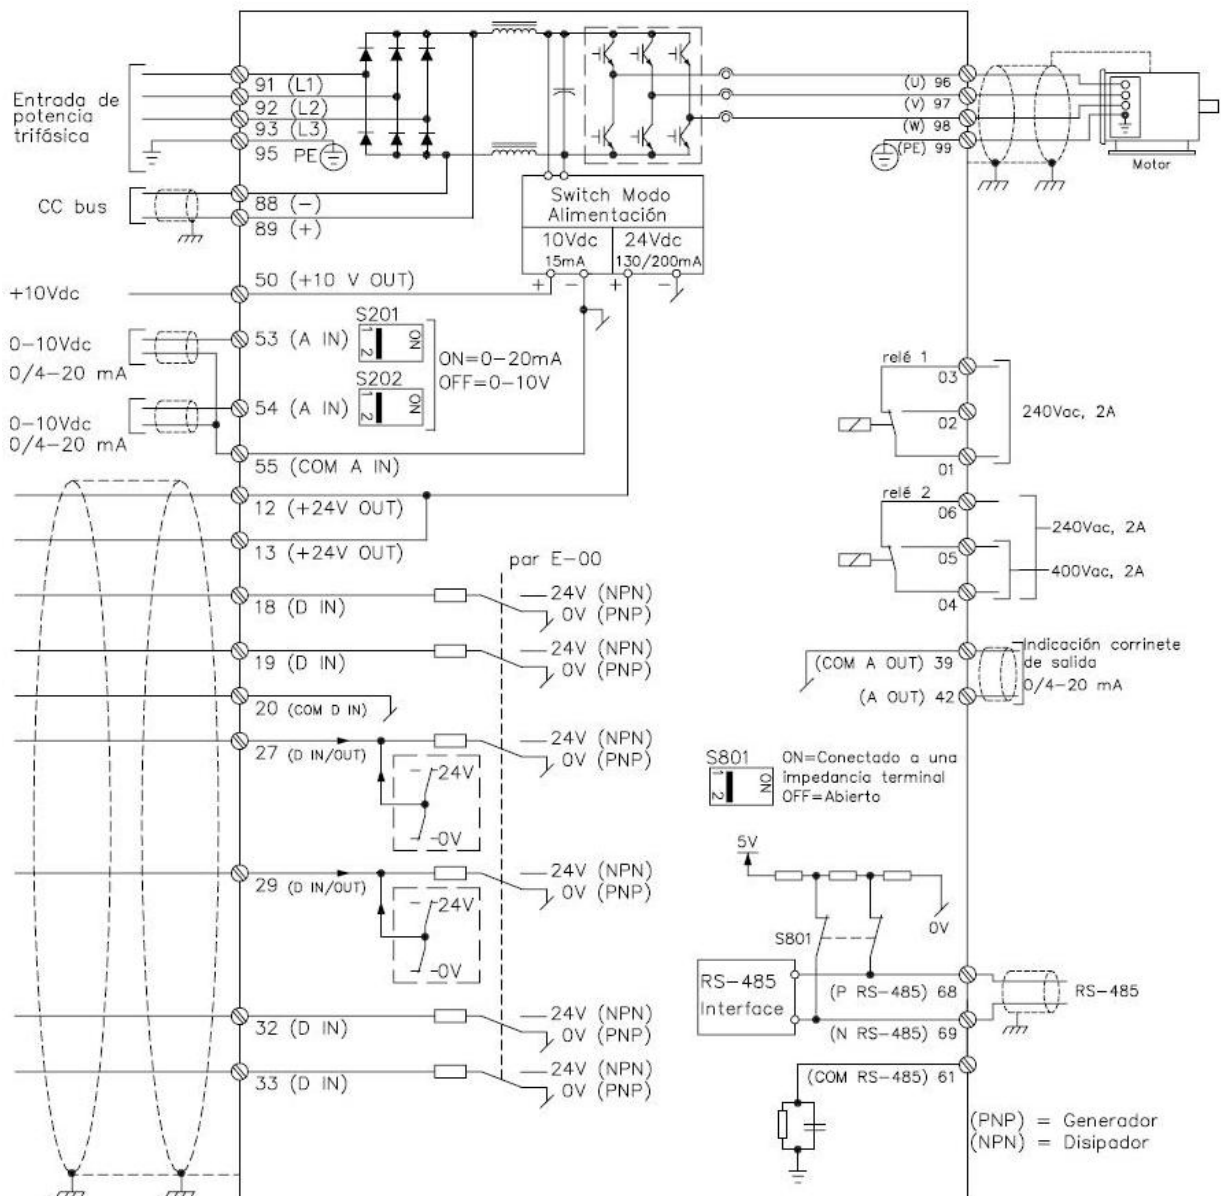 Entrada de
potencia
trifásica
91 (L1)
92 (L2)
93 (L3)
95 PE
CC bus
88 (−)
89 (+)
Switch Modo
Alimentación
10Vdc
15mA
24Vdc
130/200mA
+ − + −
(U) 96
(V) 97
(W) 98
(PE) 99
Motor
+10Vdc
50 (+10 V OUT)
0−10Vdc
0/4−20 mA
53 (A IN)
S201
1 2 ON
ON=0−20mA
OFF=0−10V
S202
1 2 ON
0−10Vdc
0/4−20 mA
54 (A IN)
55 (COM A IN)
12 (+24V OUT)
13 (+24V OUT)
par E−00
18 (D IN)
24V (NPN)
0V (PNP)
19 (D IN)
24V (NPN)
0V (PNP)
20 (COM D IN)
27 (D IN/OUT)
24V (NPN)
0V (PNP)
24V
0V
29 (D IN/OUT)
24V (NPN)
0V (PNP)
24V
0V
32 (D IN)
24V (NPN)
0V (PNP)
33 (D IN)
24V (NPN)
0V (PNP)
relé 1
03
02
01
240Vac, 2A
relé 2
06
05
04
240Vac, 2A
400Vac, 2A
(COM A OUT) 39
(A OUT) 42
Indicación corrinete
de salida
0/4−20 mA
S801
1 2 ON
ON=Conectado a una
impedancia terminal
OFF=Abierto
5V
S801
0V
RS−485
Interface
(P RS−485) 68
(N RS−485) 69
(COM RS−485) 61
RS−485
(PNP) = Generador
(NPN) = Disipador